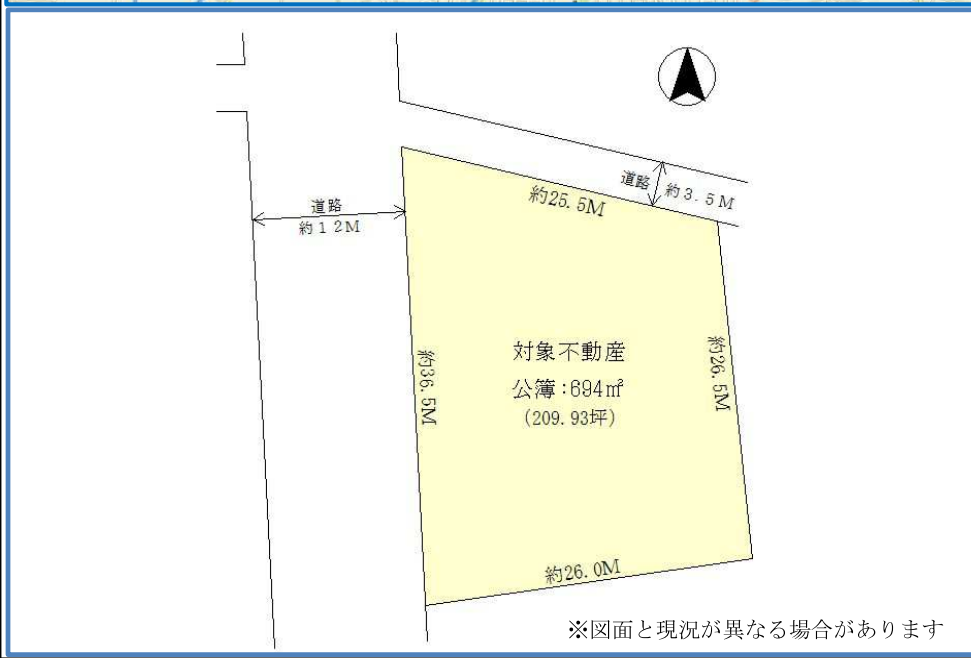 道路
約3.5M
約25.5M
道路
約12M
対象不動産
公簿:694㎡
(209.93坪)
約36.5M
約26.5M
約26.0M
※図面と現況が異なる場合があります